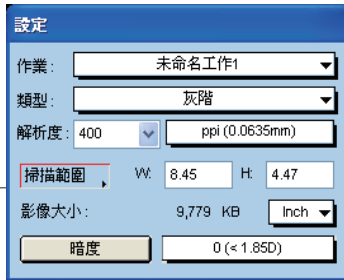 設定
作業: 未命名工作1
類型: 灰階
解析度: 400 ppi (0.0635mm)
掃描範圍 W: 8.45 H: 4.47
影像大小: 9,779 KB Inch
暗度 0 (< 1.85D)